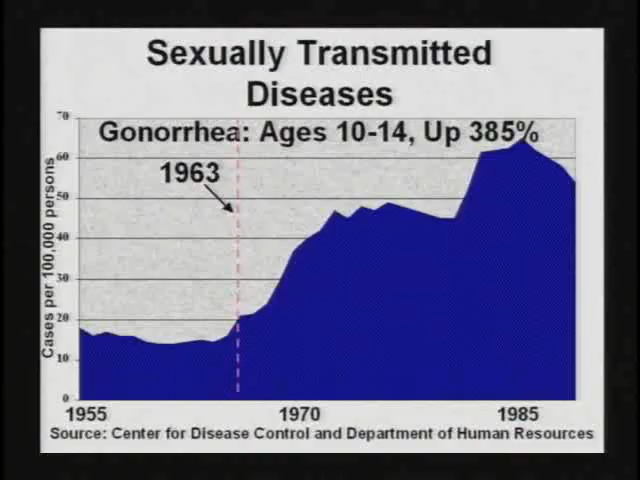 Sexually Transmitted
Diseases
Gonorrhea: Ages 10-14, Up 385%
1963
Cases per 100,000 persons
70
60
50
40
30
20
10
0
1955 1970 1985
Source: Center for Disease Control and Department of Human Resources